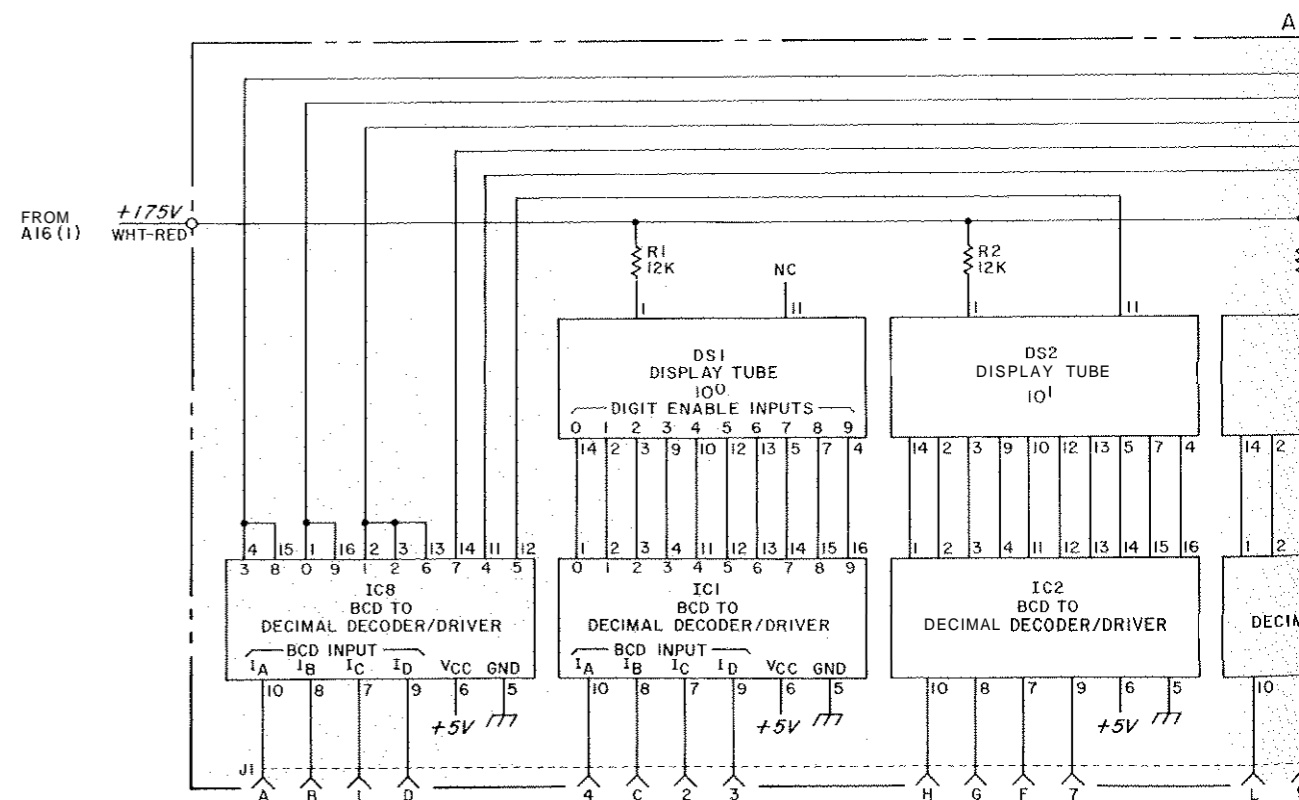 A
FROM
A16 (1)
+175V
WHT-RED
R1
12K
NC
R2
12K
1
11
1
11
DS1
DISPLAY TUBE
10⁰
DIGIT ENABLE INPUTS
0 1 2 3 4 5 6 7 8 9
DS2
DISPLAY TUBE
10¹
14 2 3 9 10 12 13 5 7 4
14 2 3 9 10 12 13 5 7 4
14 2
4 15 1 16 2 3 13 14 11 12
3 8 0 9 1 2 6 7 4 5
1 2 3 4 11 12 13 14 15 16
0 1 2 3 4 5 6 7 8 9
1 2 3 4 11 12 13 14 15 16
1 2
IC8
BCD TO
DECIMAL DECODER/DRIVER
BCD INPUT
IA IB IC ID VCC GND
10 8 7 9 6 5
+5V
IC1
BCD TO
DECIMAL DECODER/DRIVER
BCD INPUT
IA IB IC ID VCC GND
10 8 7 9 6 5
+5V
IC2
BCD TO
DECIMAL DECODER/DRIVER
10 8 7 9 6 5
+5V
10
J1
A B 1 D 4 C 2 3 H G F 7 L